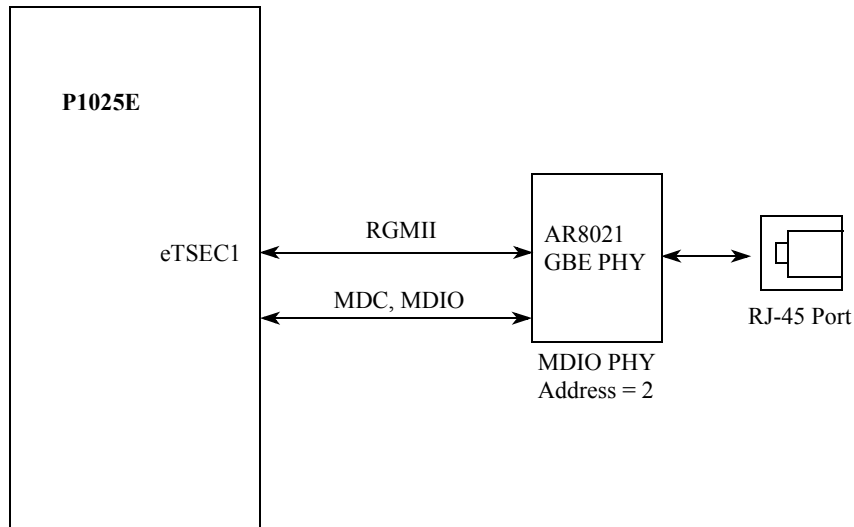 P1025E
eTSEC1
RGMII
MDC, MDIO
AR8021
GBE PHY
MDIO PHY
Address = 2
RJ-45 Port